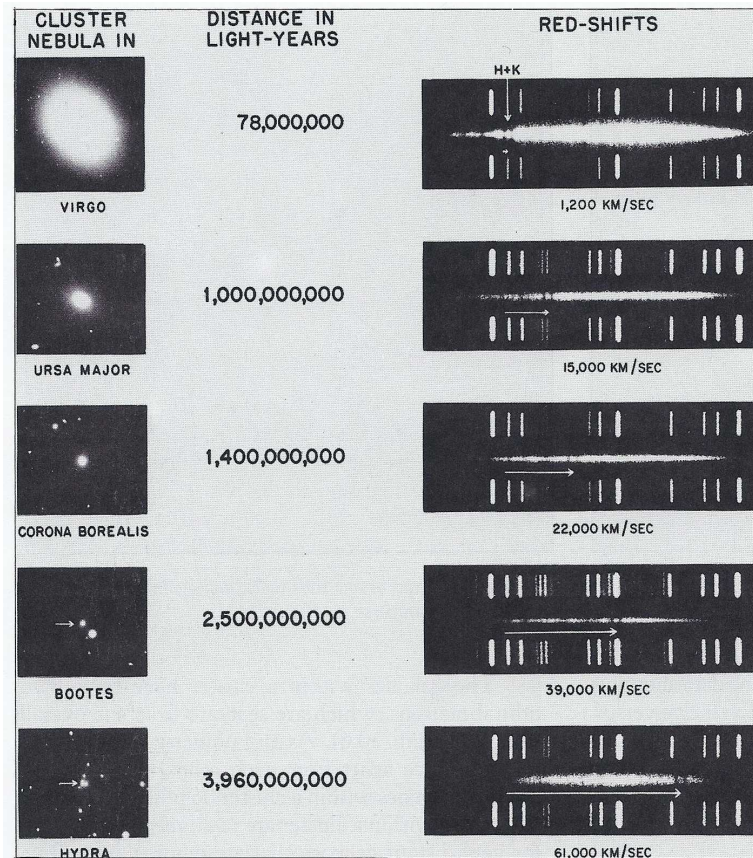 CLUSTER
NEBULA IN
DISTANCE IN
LIGHT-YEARS
RED-SHIFTS
H+K
78,000,000
VIRGO
1,200 KM/SEC
1,000,000,000
URSA MAJOR
15,000 KM/SEC
1,400,000,000
CORONA BOREALIS
22,000 KM/SEC
2,500,000,000
BOOTES
39,000 KM/SEC
3,960,000,000
HYDRA
61,000 KM/SEC